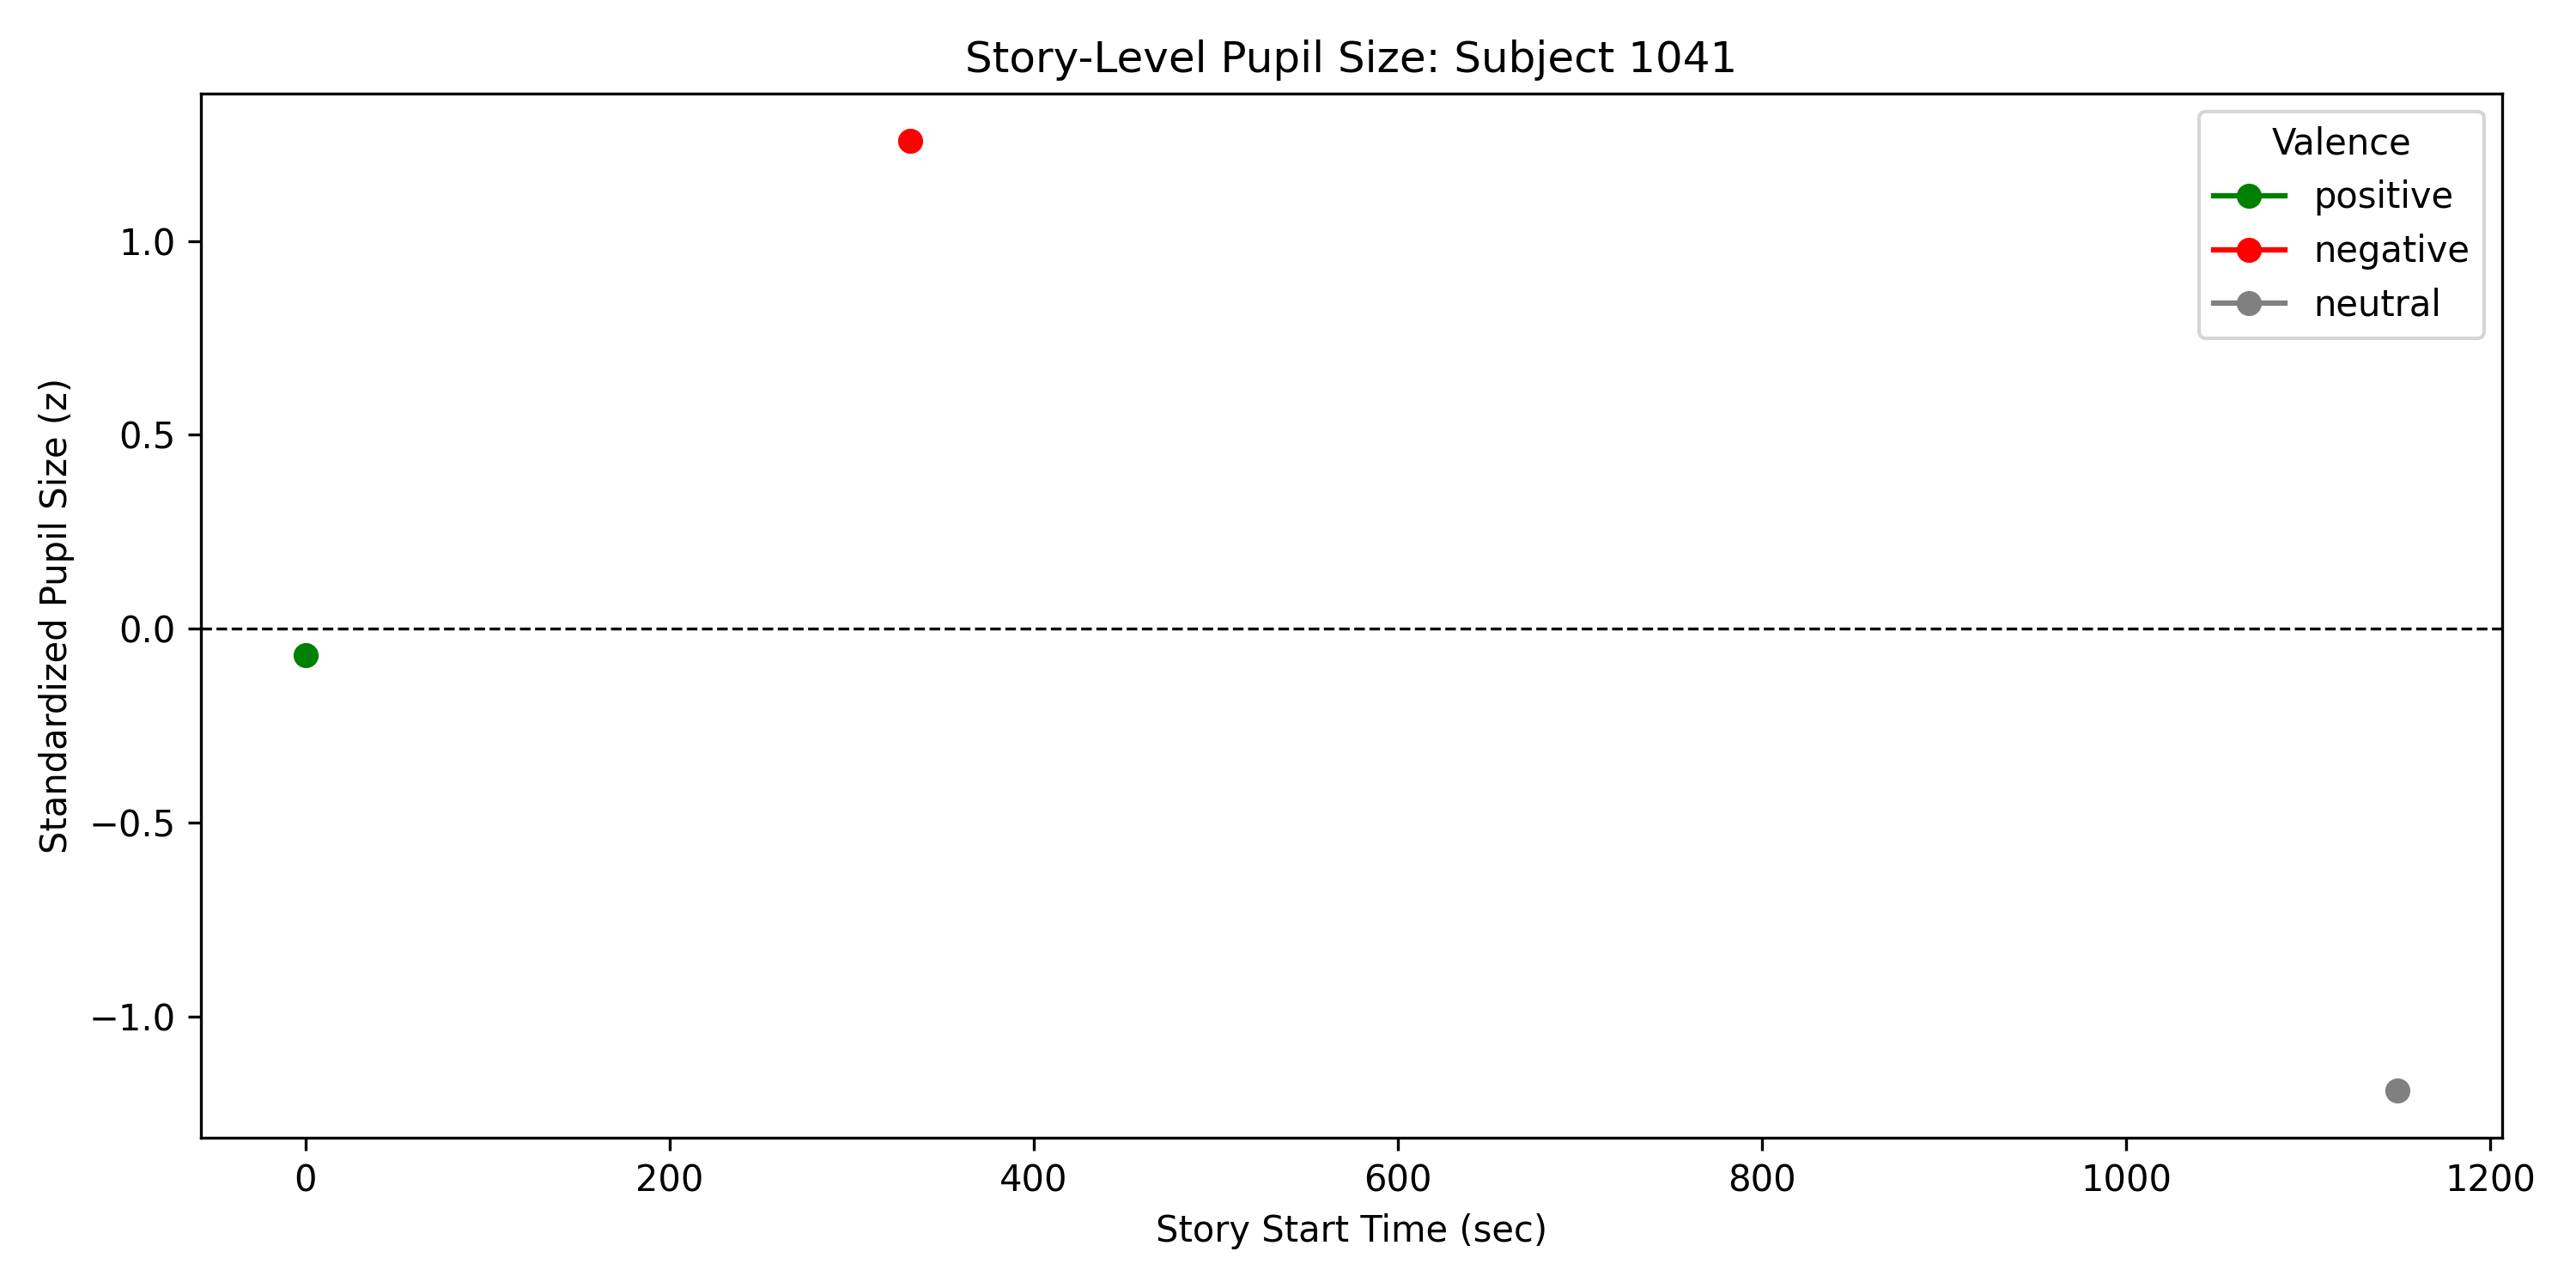 Story-Level Pupil Size: Subject 1041
Valence
positive
negative
neutral
Standardized Pupil Size (z)
1.0
0.5
0.0
−0.5
−1.0
0 200 400 600 800 1000 1200
Story Start Time (sec)